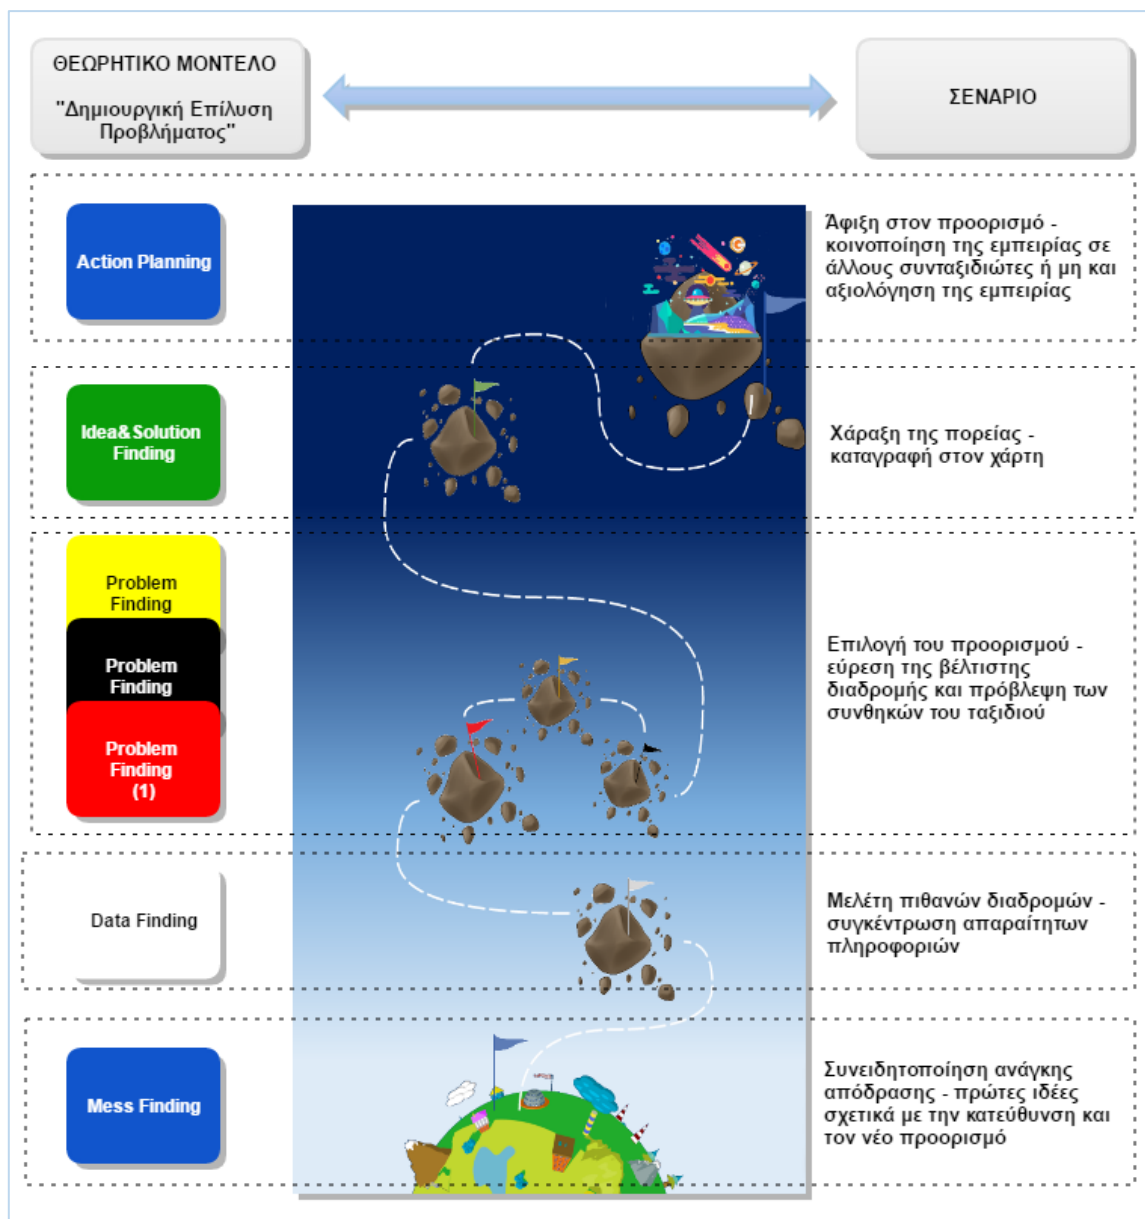 ΘΕΩΡΗΤΙΚΟ ΜΟΝΤΕΛΟ
"Δημιουργική Επίλυση
Προβλήματος"
ΣΕΝΑΡΙΟ
Action Planning
Άφιξη στον προορισμό -
κοινοποίηση της εμπειρίας σε
άλλους συνταξιδιώτες ή μη και
αξιολόγηση της εμπειρίας
Idea&Solution
Finding
Χάραξη της πορείας -
καταγραφή στον χάρτη
Problem
Finding
Problem
Finding
Problem
Finding
(1)
Επιλογή του προορισμού -
εύρεση της βέλτιστης
διαδρομής και πρόβλεψη των
συνθηκών του ταξιδιού
Data Finding
Μελέτη πιθανών διαδρομών -
συγκέντρωση απαραίτητων
πληροφοριών
Mess Finding
Συνειδητοποίηση ανάγκης
απόδρασης - πρώτες ιδέες
σχετικά με την κατεύθυνση και
τον νέο προορισμό